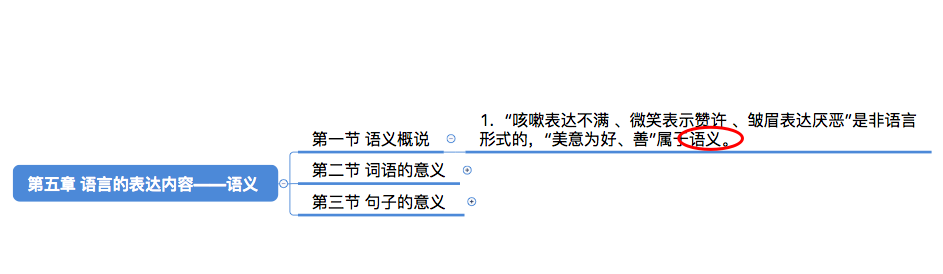 1. “咳嗽表达不满 、微笑表示赞许 、皱眉表达厌恶”是非语言
形式的，“美意为好、善”属于语义。
第一节 语义概说
第二节 词语的意义
第五章 语言的表达内容——语义
第三节 句子的意义